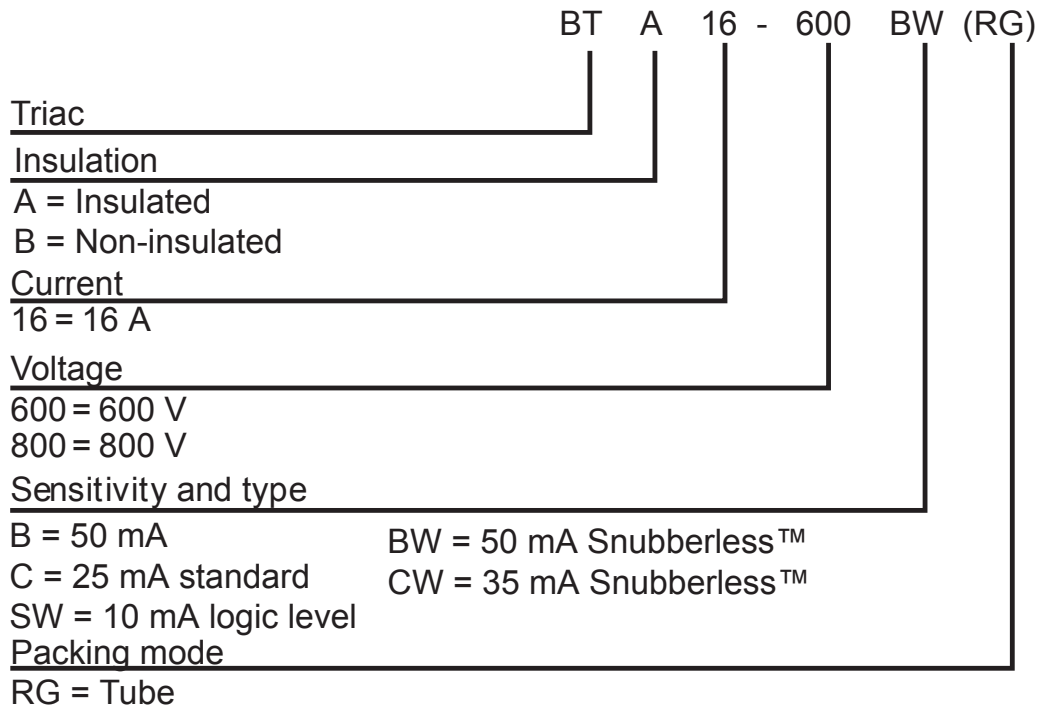 BT A 16 - 600 BW (RG)
Triac
Insulation
A = Insulated
B = Non-insulated
Current
16 = 16 A
Voltage
600 = 600 V
800 = 800 V
Sensitivity and type
B = 50 mA
BW = 50 mA Snubberless™
C = 25 mA standard
CW = 35 mA Snubberless™
SW = 10 mA logic level
Packing mode
RG = Tube